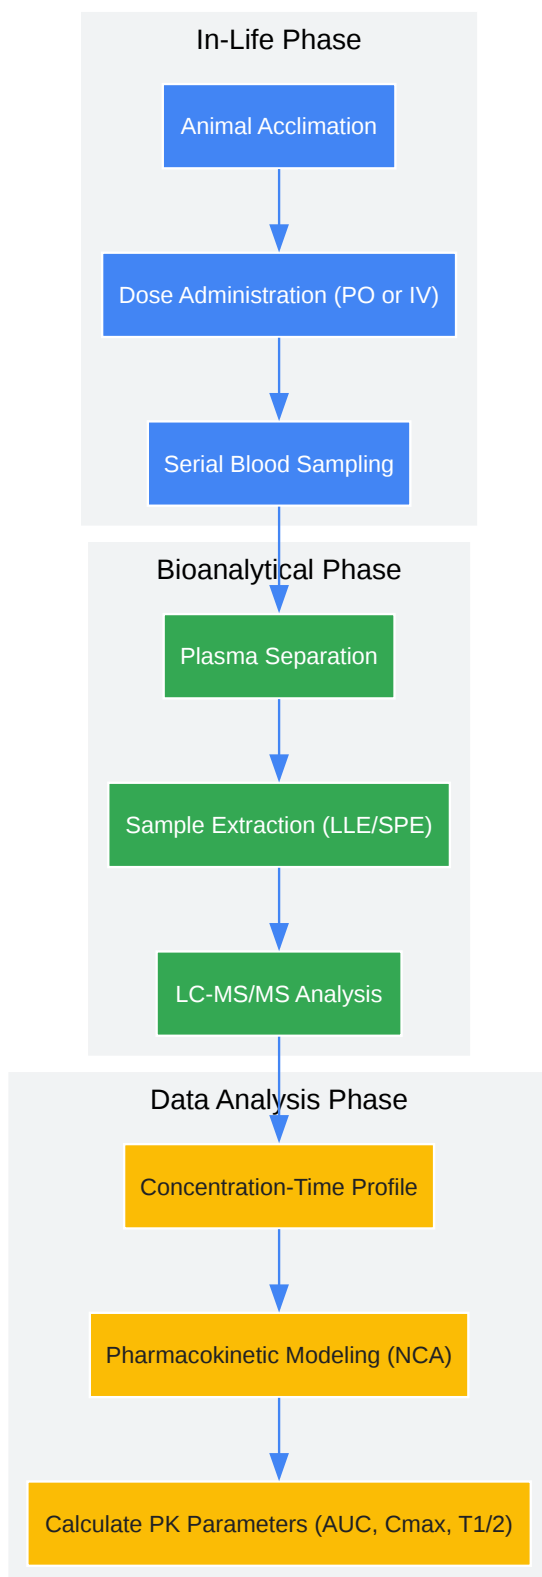 In-Life Phase
Animal Acclimation
Dose Administration (PO or IV)
Serial Blood Sampling
Bioanalytical Phase
Plasma Separation
Sample Extraction (LLE/SPE)
LC-MS/MS Analysis
Data Analysis Phase
Concentration-Time Profile
Pharmacokinetic Modeling (NCA)
Calculate PK Parameters (AUC, Cmax, T1/2)